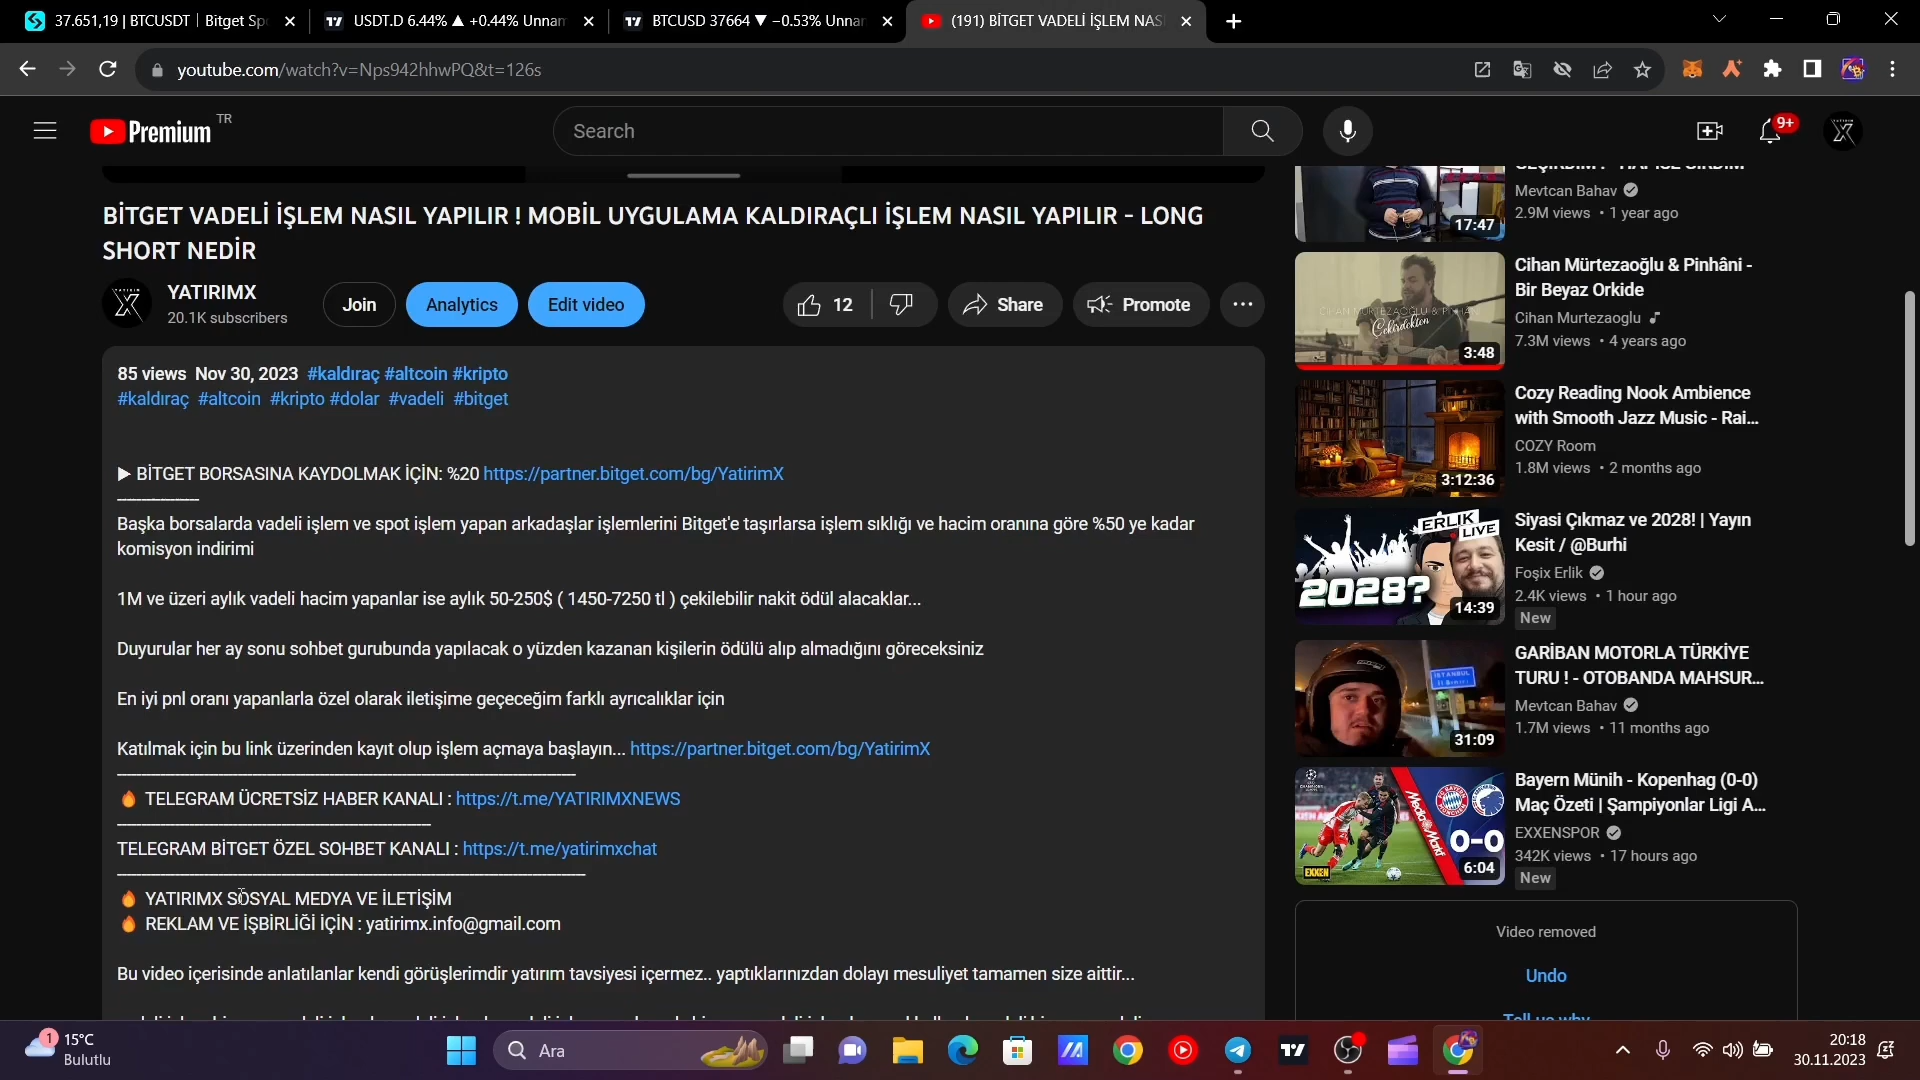 37.651,19 | BTCUSDT | Bitget Sp
USDT.D 6.44% ▲ +0.44% Unnam
BTCUSD 37664 ▼ −0.53% Unnar
(191) BİTGET VADELİ İŞLEM NAS
youtube.com/watch?v=Nps942hhwPQ&t=126s
Premium TR
Search
9+
BİTGET VADELİ İŞLEM NASIL YAPILIR ! MOBİL UYGULAMA KALDIRAÇLI İŞLEM NASIL YAPILIR - LONG
SHORT NEDİR
YATIRIMX
20.1K subscribers
Join
Analytics
Edit video
12
Share
Promote
85 views Nov 30, 2023 #kaldıraç #altcoin #kripto
#kaldıraç #altcoin #kripto #dolar #vadeli #bitget
▶ BİTGET BORSASINA KAYDOLMAK İÇİN: %20 https://partner.bitget.com/bg/YatirimX
Başka borsalarda vadeli işlem ve spot işlem yapan arkadaşlar işlemlerini Bitget'e taşırlarsa işlem sıklığı ve hacim oranına göre %50 ye kadar
komisyon indirimi
1M ve üzeri aylık vadeli hacim yapanlar ise aylık 50-250$ ( 1450-7250 tl ) çekilebilir nakit ödül alacaklar...
Duyurular her ay sonu sohbet gurubunda yapılacak o yüzden kazanan kişilerin ödülü alıp almadığını göreceksiniz
En iyi pnl oranı yapanlarla özel olarak iletişime geçeceğim farklı ayrıcalıklar için
Katılmak için bu link üzerinden kayıt olup işlem açmaya başlayın... https://partner.bitget.com/bg/YatirimX
🔥 TELEGRAM ÜCRETSİZ HABER KANALI : https://t.me/YATIRIMXNEWS
TELEGRAM BİTGET ÖZEL SOHBET KANALI : https://t.me/yatirimxchat
🔥 YATIRIMX SOSYAL MEDYA VE İLETİŞİM
🔥 REKLAM VE İŞBİRLİĞİ İÇİN : yatirimx.info@gmail.com
Bu video içerisinde anlatılanlar kendi görüşlerimdir yatırım tavsiyesi içermez.. yaptıklarınızdan dolayı mesuliyet tamamen size aittir...
17:47
Mevtcan Bahav
2.9M views • 1 year ago
3:48
Cihan Mürtezaoğlu & Pinhâni -
Bir Beyaz Orkide
Cihan Murtezaoglu
7.3M views • 4 years ago
3:12:36
Cozy Reading Nook Ambience
with Smooth Jazz Music - Rai...
COZY Room
1.8M views • 2 months ago
ERLIK
LIVE
2028?
14:39
Siyasi Çıkmaz ve 2028! | Yayın
Kesit / @Burhi
Foşix Erlik
2.4K views • 1 hour ago
New
İSTANBUL
31:09
GARİBAN MOTORLA TÜRKİYE
TURU ! - OTOBANDA MAHSUR...
Mevtcan Bahav
1.7M views • 11 months ago
MediaMarkt
0-0
EXXEN
6:04
Bayern Münih - Kopenhag (0-0)
Maç Özeti | Şampiyonlar Ligi A...
EXXENSPOR
342K views • 17 hours ago
New
Video removed
Undo
Tell us why
1
15°C
Bulutlu
Ara
20:18
30.11.2023